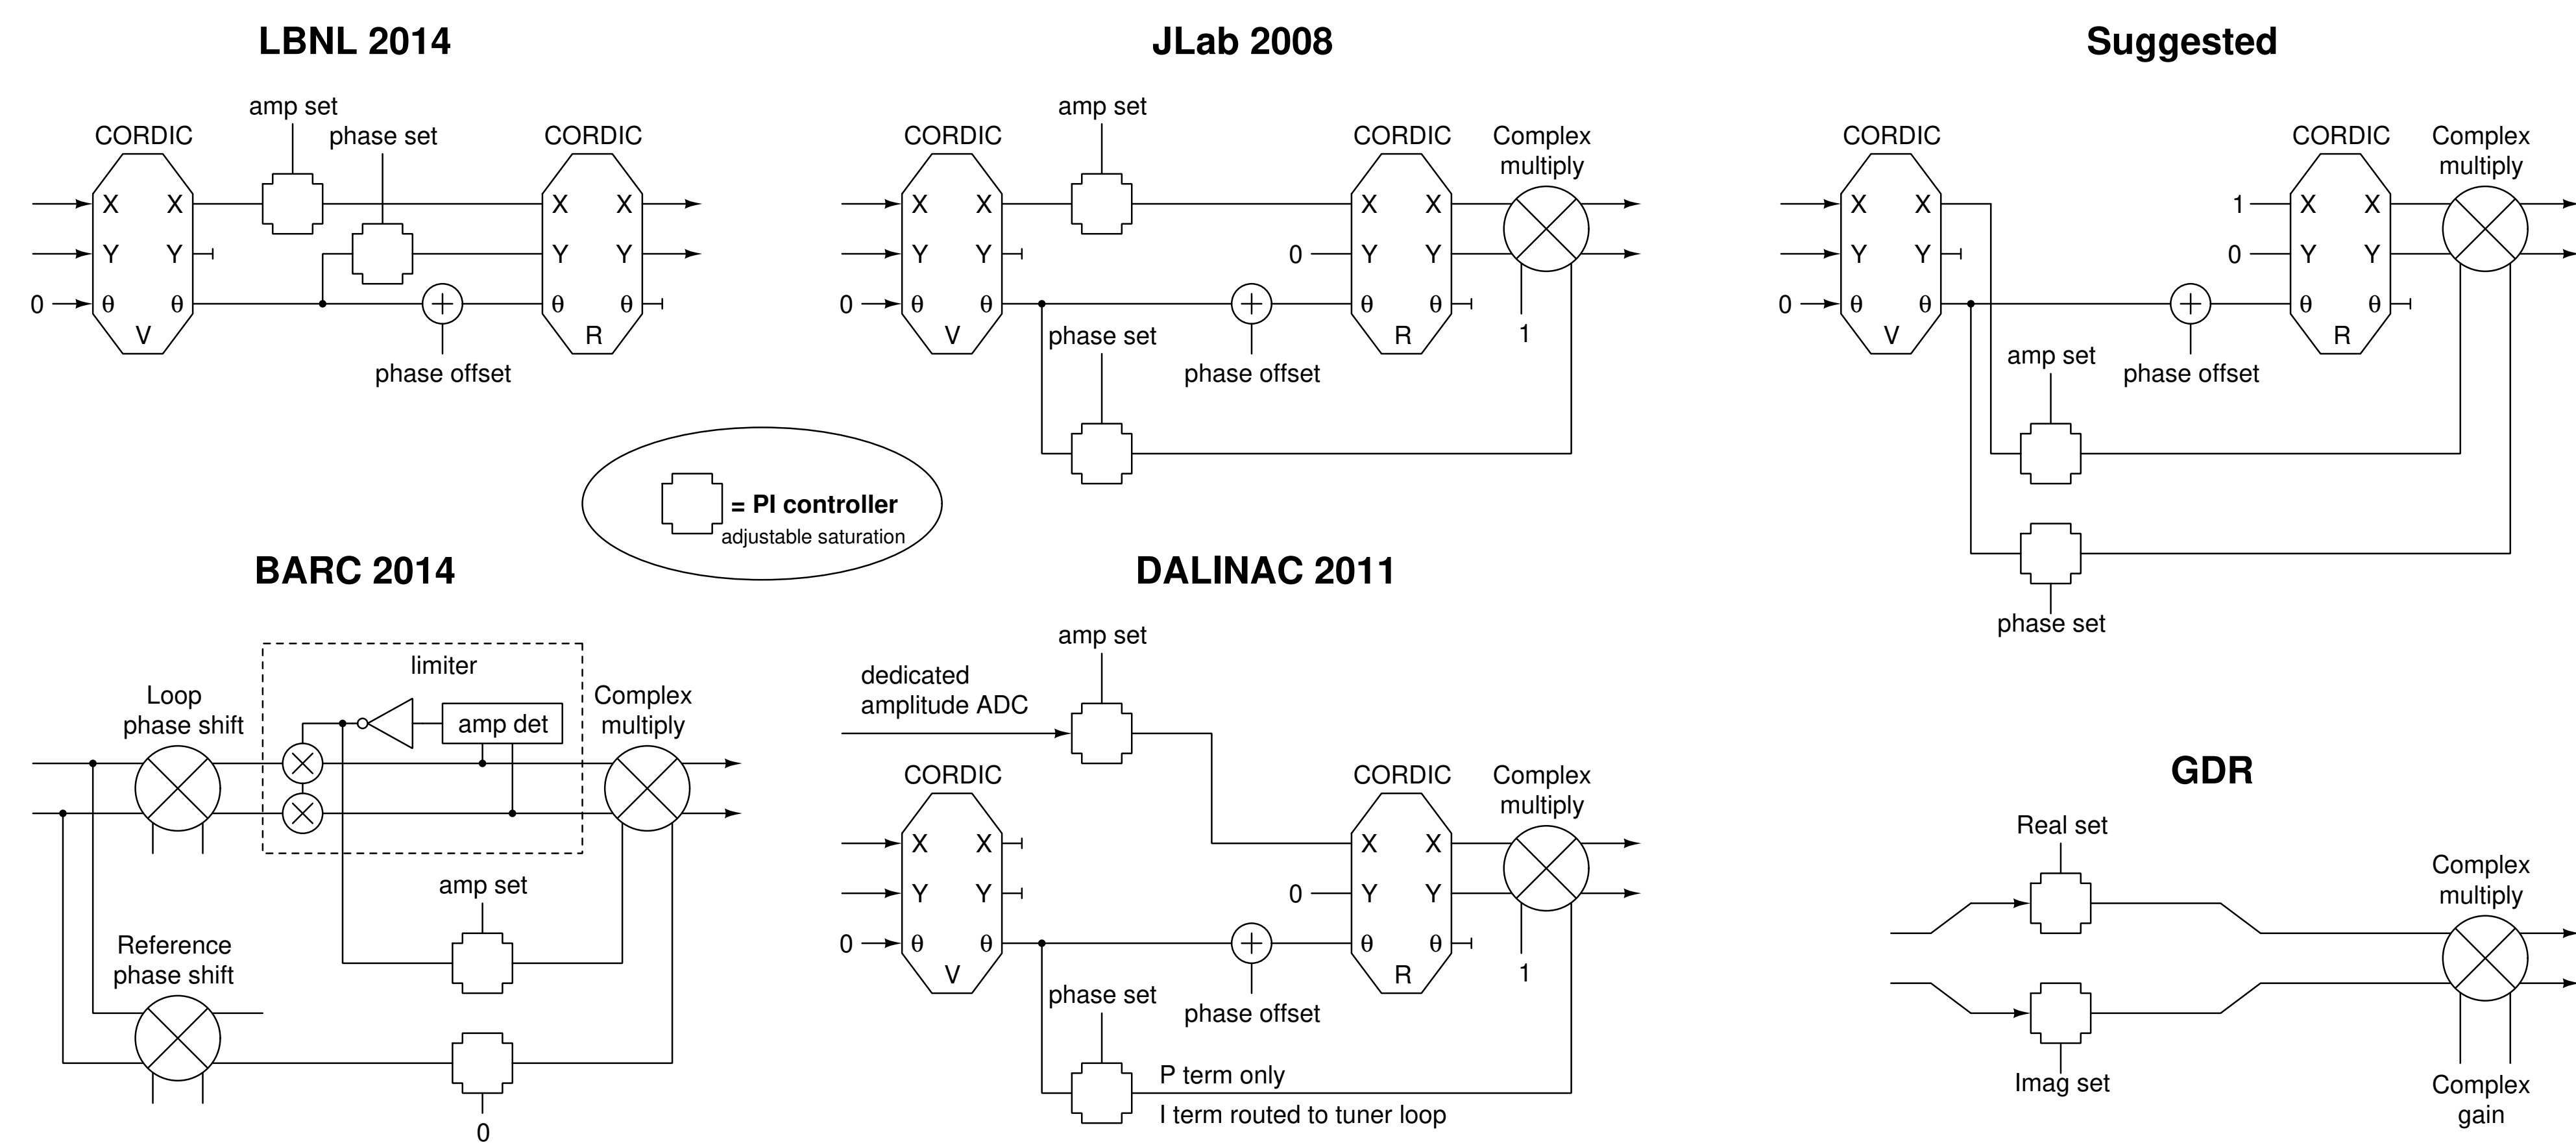 LBNL 2014
amp set
phase set
CORDIC
CORDIC
X X
Y Y
0 θ θ
V
X X
Y Y
θ θ
R
phase offset
JLab 2008
amp set
CORDIC
CORDIC
Complex
multiply
X X
Y Y
0 θ θ
V
X X
0 Y Y
θ θ
R
1
phase set
phase offset
Suggested
CORDIC
CORDIC
Complex
multiply
X X
Y Y
0 θ θ
V
1 X X
0 Y Y
θ θ
R
amp set
phase offset
phase set
= PI controller
adjustable saturation
BARC 2014
limiter
Loop
phase shift
amp det
Complex
multiply
amp set
Reference
phase shift
0
DALINAC 2011
amp set
dedicated
amplitude ADC
CORDIC
CORDIC
Complex
multiply
X X
Y Y
0 θ θ
V
X X
0 Y Y
θ θ
R
1
phase set
phase offset
P term only
I term routed to tuner loop
GDR
Real set
Complex
multiply
Imag set
Complex
gain